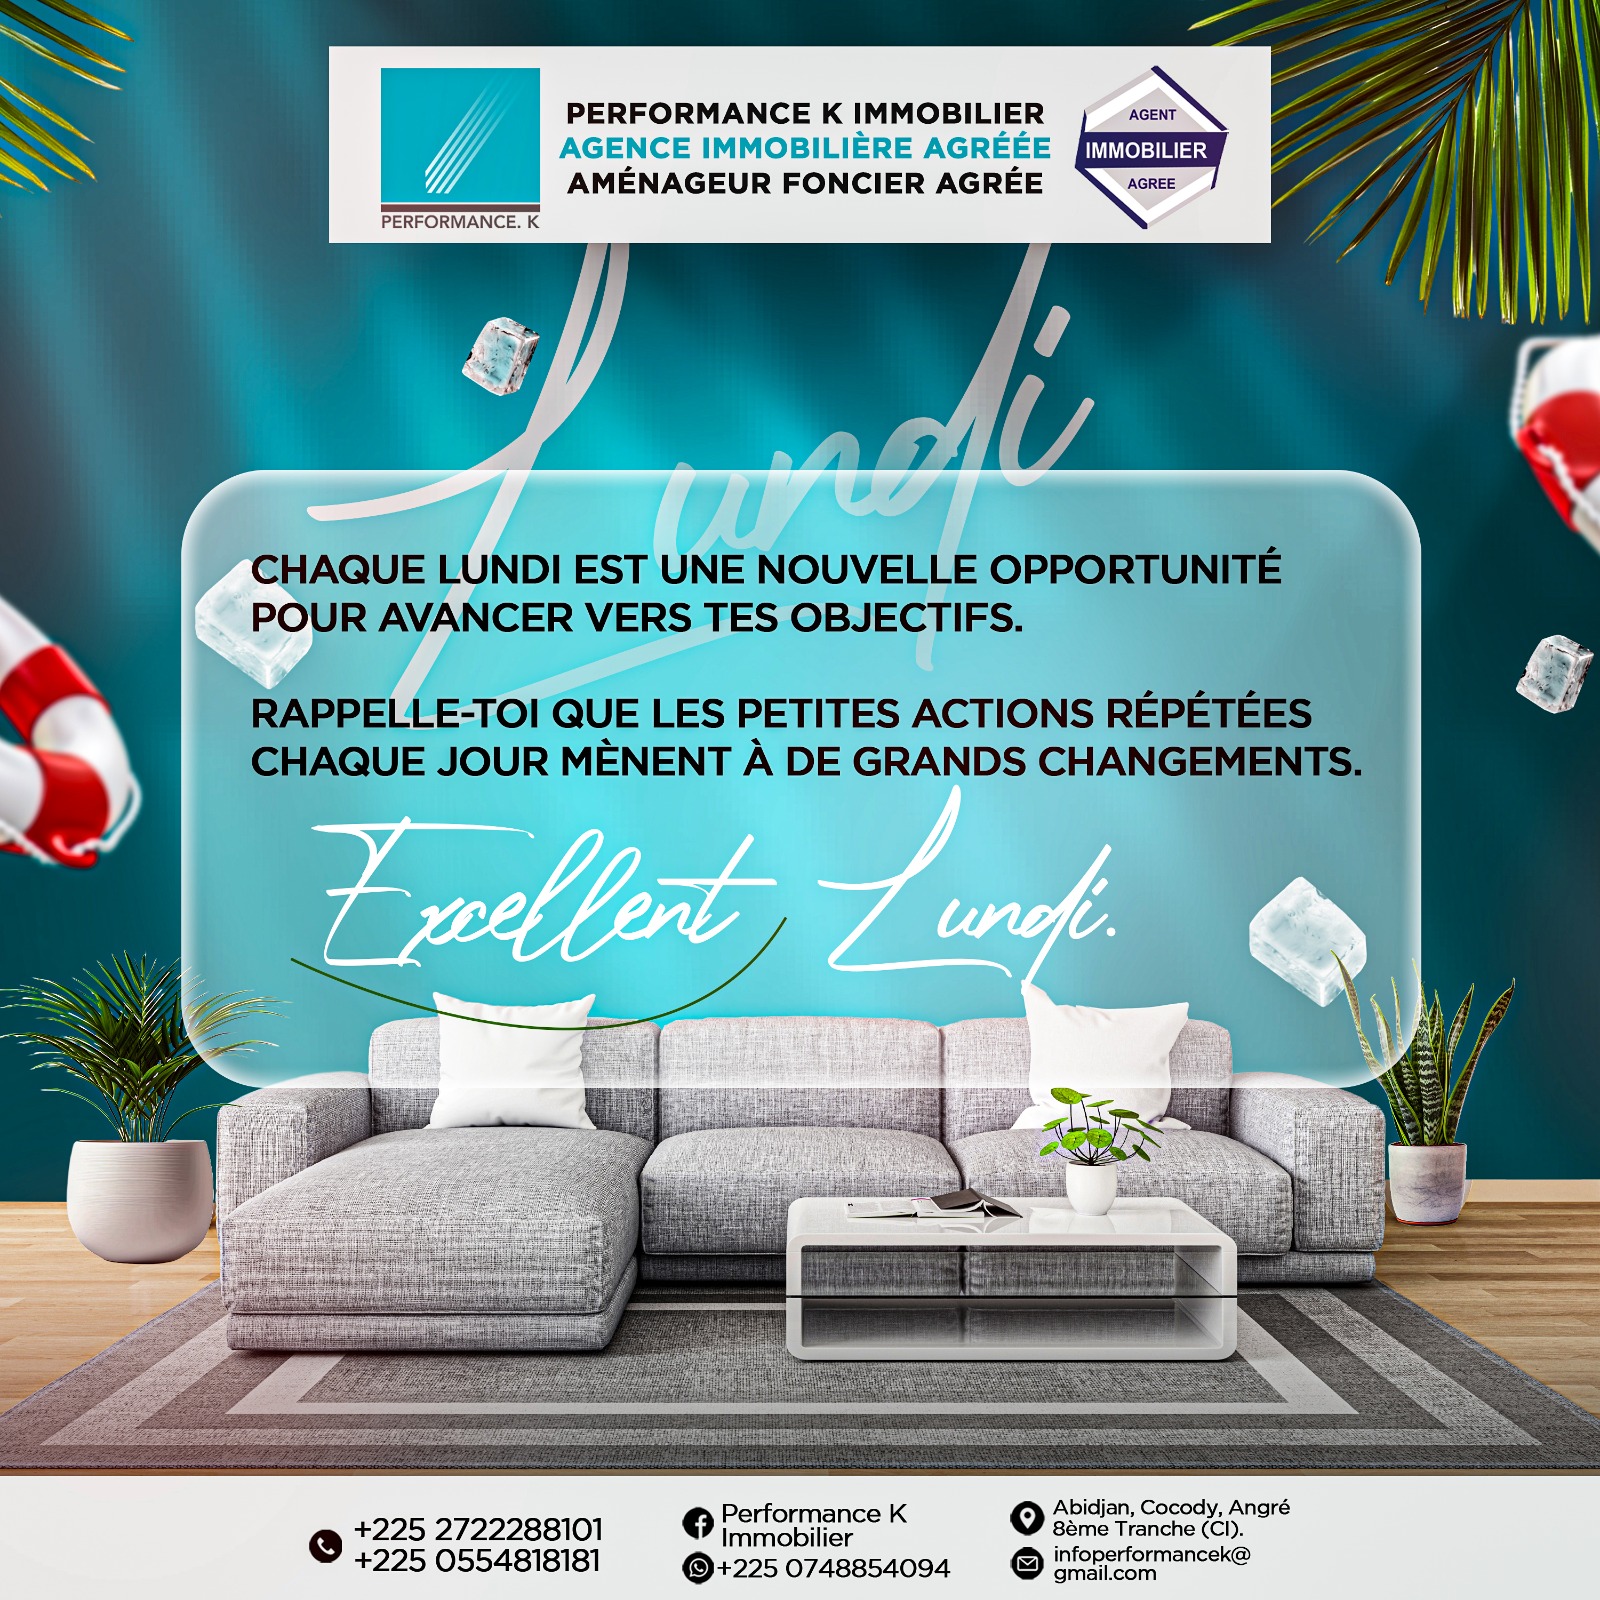 PERFORMANCE. K
PERFORMANCE K IMMOBILIER
AGENCE IMMOBILIÈRE AGRÉÉE
AMÉNAGEUR FONCIER AGRÉE
AGENT
IMMOBILIER
AGREE
Lundi
CHAQUE LUNDI EST UNE NOUVELLE OPPORTUNITÉ
POUR AVANCER VERS TES OBJECTIFS.
RAPPELLE-TOI QUE LES PETITES ACTIONS RÉPÉTÉES
CHAQUE JOUR MÈNENT À DE GRANDS CHANGEMENTS.
Excellent Lundi.
+225 2722288101
+225 0554818181
Performance K
Immobilier
+225 0748854094
Abidjan, Cocody, Angré
8ème Tranche (CI).
infoperformancek@
gmail.com